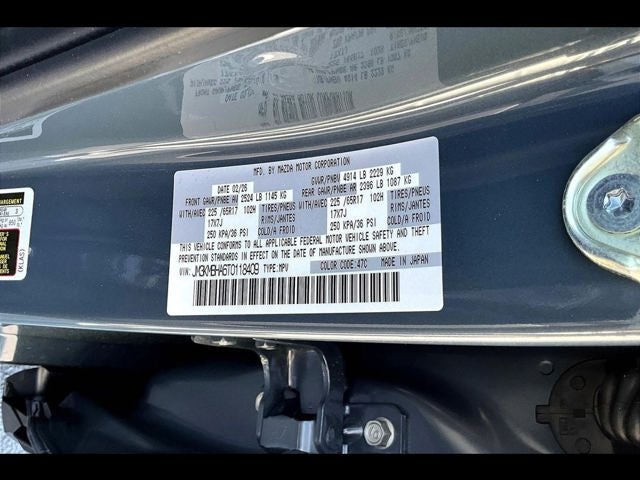 MFD. BY MAZDA MOTOR CORPORATION
DATE 02/26 GVWR/PNBV 4914 LB 2229 KG
FRONT GAWR/PNBE AV 2524 LB 1145 KG REAR GAWR/PNBE AR 2396 LB 1087 KG
WITH/AVEC 225 /65R17 102H TIRES/PNEUS WITH/AVEC 225 /65R17 102H TIRES/PNEUS
17X7J RIMS/JANTES 17X7J RIMS/JANTES
250 KPA/36 PSI COLD/A FROID 250 KPA/36 PSI COLD/A FROID
THIS VEHICLE CONFORMS TO ALL APPLICABLE FEDERAL MOTOR VEHICLE SAFETY AND THEFT
PREVENTION STANDARDS IN EFFECT ON THE DATE OF MANUFACTURE SHOWN ABOVE.
VIN: TYPE:MPV COLOR CODE:47C MADE IN JAPAN
(KLAS)